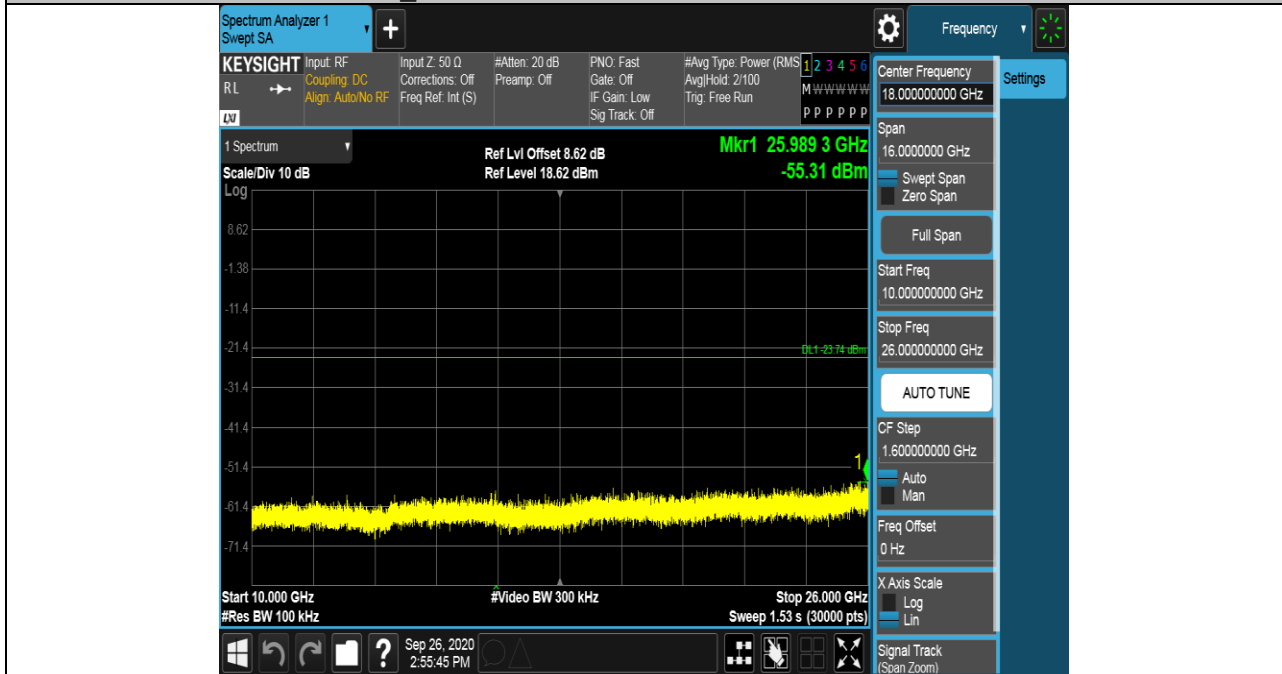 Spectrum Analyzer 1
Swept SA
+
Frequency
KEYSIGHT
RL
LXI
Input: RF
Coupling: DC
Align: Auto/No RF
Input Z: 50 Ω
Corrections: Off
Freq Ref: Int (S)
#Atten: 20 dB
Preamp: Off
PNO: Fast
Gate: Off
IF Gain: Low
Sig Track: Off
#Avg Type: Power (RMS
Avg|Hold: 2/100
Trig: Free Run
1 2 3 4 5 6
M W W W W W
P P P P P P
1 Spectrum
Scale/Div 10 dB
Ref Lvl Offset 8.62 dB
Ref Level 18.62 dBm
Mkr1 25.989 3 GHz
-55.31 dBm
Log
8.62
-1.38
-11.4
-21.4
DL1 -23.74 dBm
-31.4
-41.4
-51.4
1
-61.4
-71.4
Start 10.000 GHz
#Res BW 100 kHz
#Video BW 300 kHz
Stop 26.000 GHz
Sweep 1.53 s (30000 pts)
?
Sep 26, 2020
2:55:45 PM
Center Frequency
18.000000000 GHz
Span
16.0000000 GHz
Swept Span
Zero Span
Full Span
Start Freq
10.000000000 GHz
Stop Freq
26.000000000 GHz
AUTO TUNE
CF Step
1.600000000 GHz
Auto
Man
Freq Offset
0 Hz
X Axis Scale
Log
Lin
Signal Track
(Span Zoom)
Settings